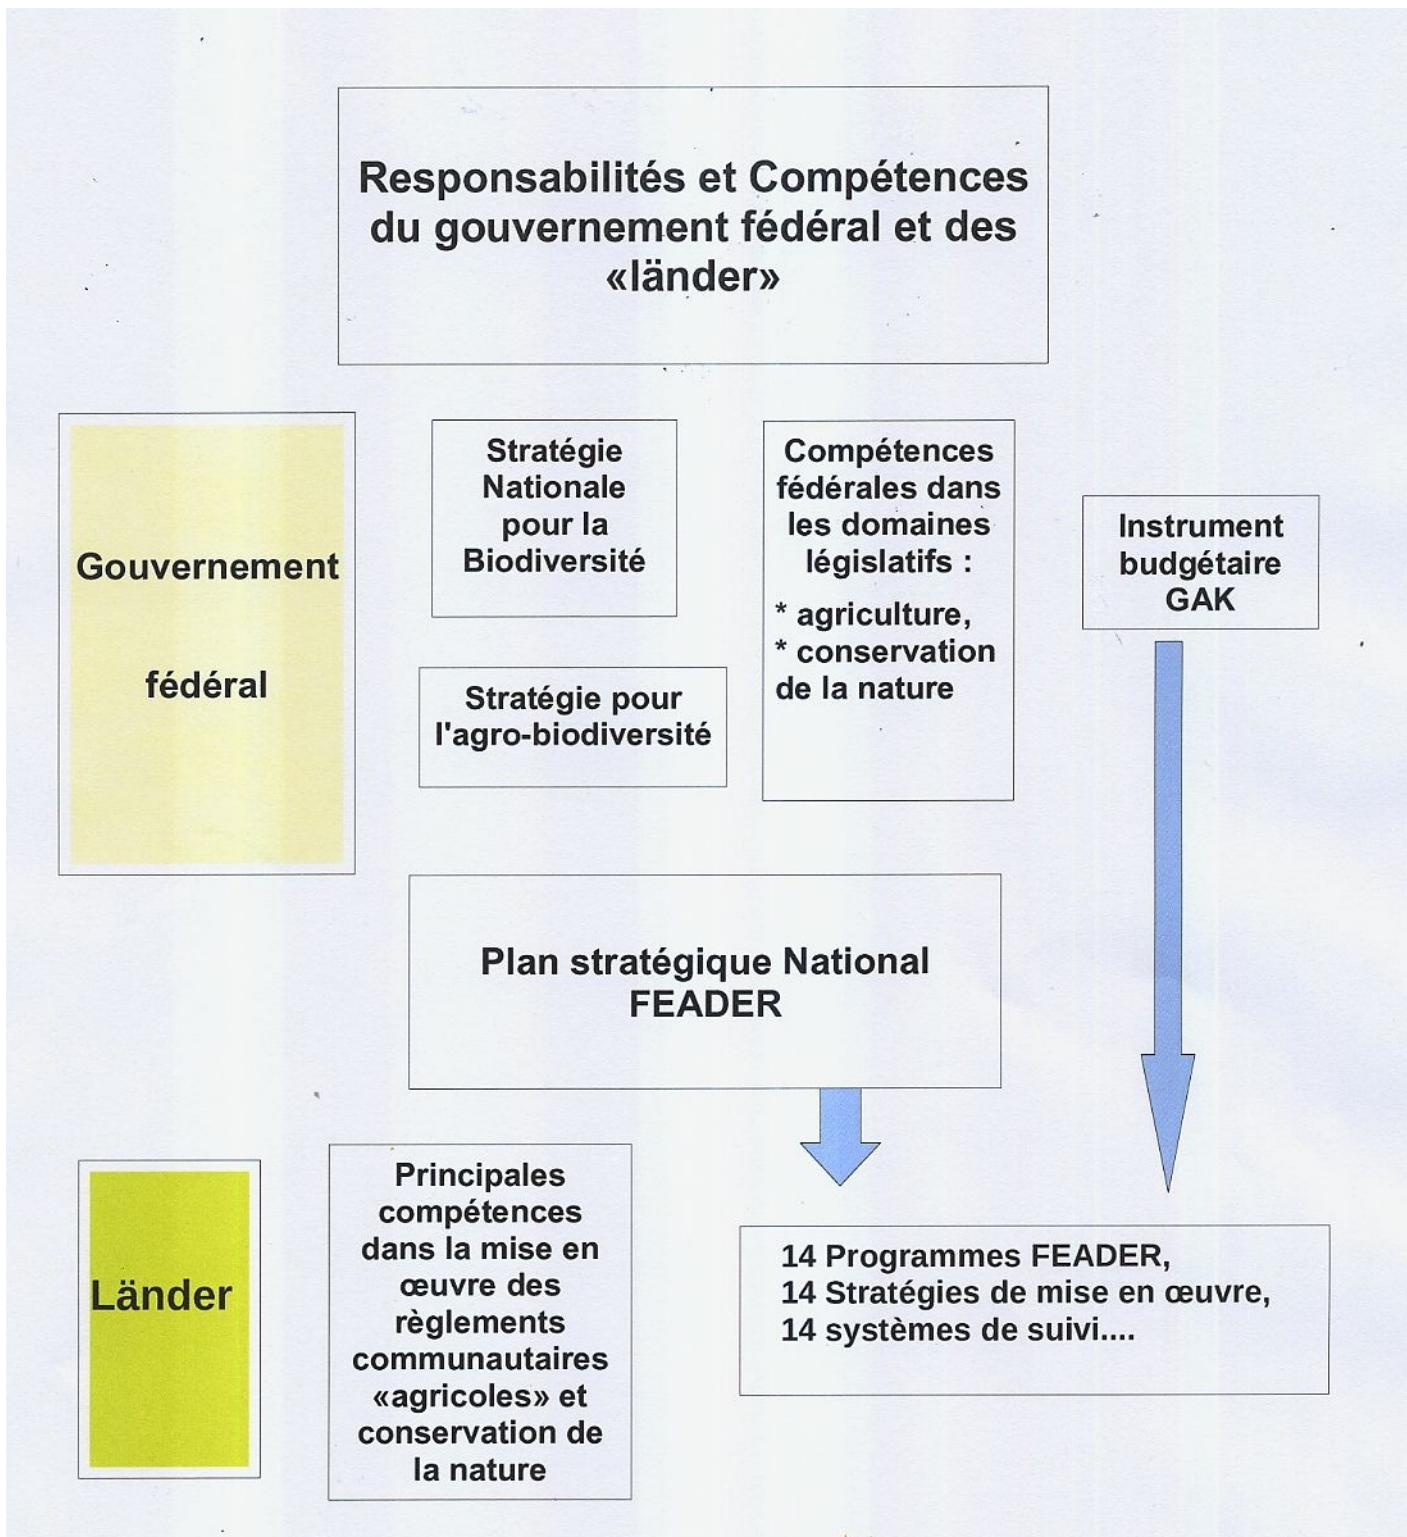 Responsabilités et Compétences
du gouvernement fédéral et des
«länder»
Gouvernement
fédéral
Stratégie
Nationale
pour la
Biodiversité
Stratégie pour
l'agro-biodiversité
Compétences
fédérales dans
les domaines
législatifs :
* agriculture,
* conservation
de la nature
Instrument
budgétaire
GAK
Plan stratégique National
FEADER
Länder
Principales
compétences
dans la mise en
œuvre des
règlements
communautaires
«agricoles» et
conservation de
la nature
14 Programmes FEADER,
14 Stratégies de mise en œuvre,
14 systèmes de suivi....